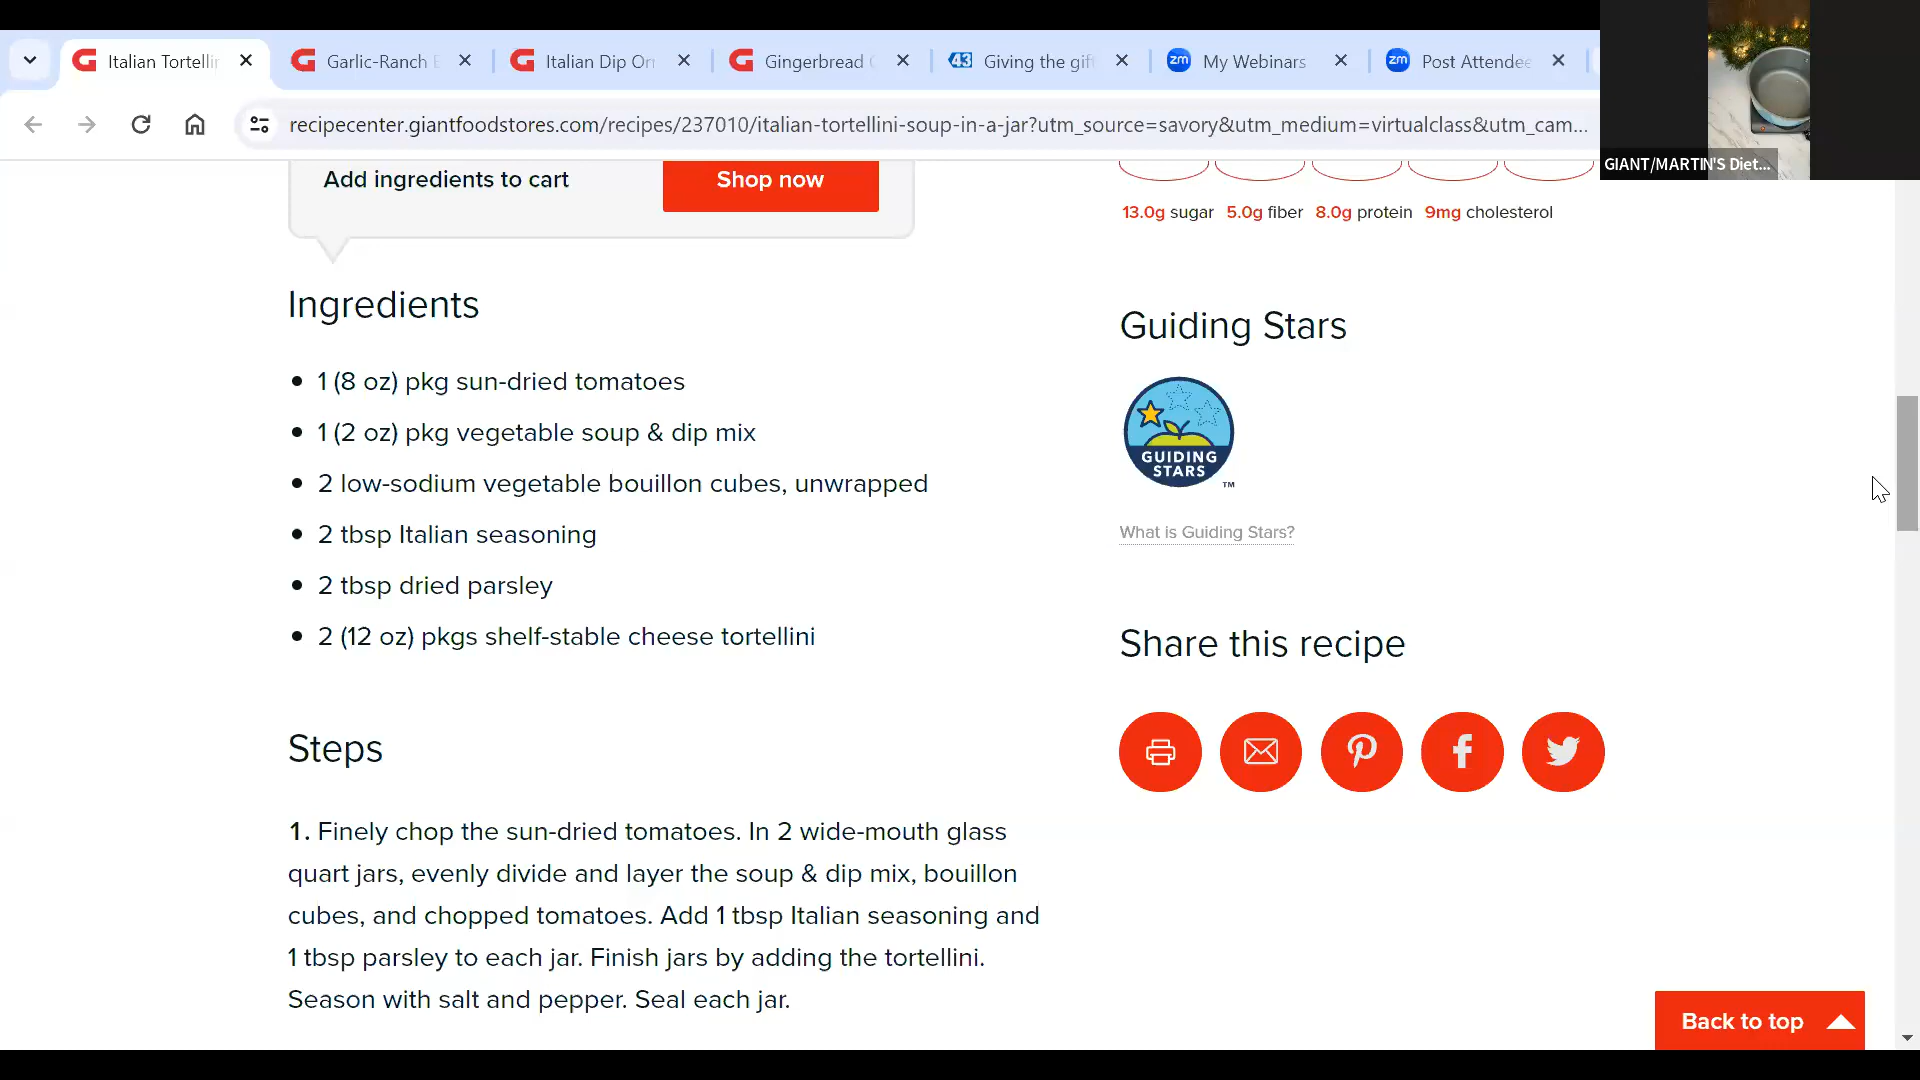 Italian Tortellin
Garlic-Ranch
Italian Dip Or
Gingerbread
43 Giving the gif
zm My Webinars
zm Post Attendee
recipecenter.giantfoodstores.com/recipes/237010/italian-tortellini-soup-in-a-jar?utm_source=savory&utm_medium=virtualclass&utm_cam...
GIANT/MARTIN'S Diet...
Add ingredients to cart
Shop now
13.0g sugar 5.0g fiber 8.0g protein 9mg cholesterol
Ingredients
1 (8 oz) pkg sun-dried tomatoes
1 (2 oz) pkg vegetable soup & dip mix
2 low-sodium vegetable bouillon cubes, unwrapped
2 tbsp Italian seasoning
2 tbsp dried parsley
2 (12 oz) pkgs shelf-stable cheese tortellini
Steps
1. Finely chop the sun-dried tomatoes. In 2 wide-mouth glass
quart jars, evenly divide and layer the soup & dip mix, bouillon
cubes, and chopped tomatoes. Add 1 tbsp Italian seasoning and
1 tbsp parsley to each jar. Finish jars by adding the tortellini.
Season with salt and pepper. Seal each jar.
Guiding Stars
GUIDING
STARS
TM
What is Guiding Stars?
Share this recipe
Back to top